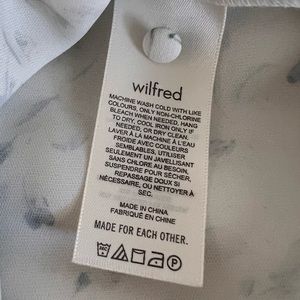 wilfred
MACHINE WASH COLD WITH LIKE
COLOURS, ONLY NON-CHLORINE
BLEACH WHEN NEEDED, HANG
TO DRY, COOL IRON ONLY IF
NEEDED, OR DRY CLEAN.
LAVER À LA MACHINE À EAU
FROIDE AVEC COULEURS
SEMBLABLES, UTILISER
SEULEMENT UN JAVELLISANT
SANS CHLORE AU BESOIN,
SUSPENDRE POUR SÉCHER,
REPASSAGE DOUX SI
NÉCESSAIRE, OU NETTOYER À
SEC.
MADE IN CHINA
FABRIQUÉ EN CHINE
MADE FOR EACH OTHER.
P